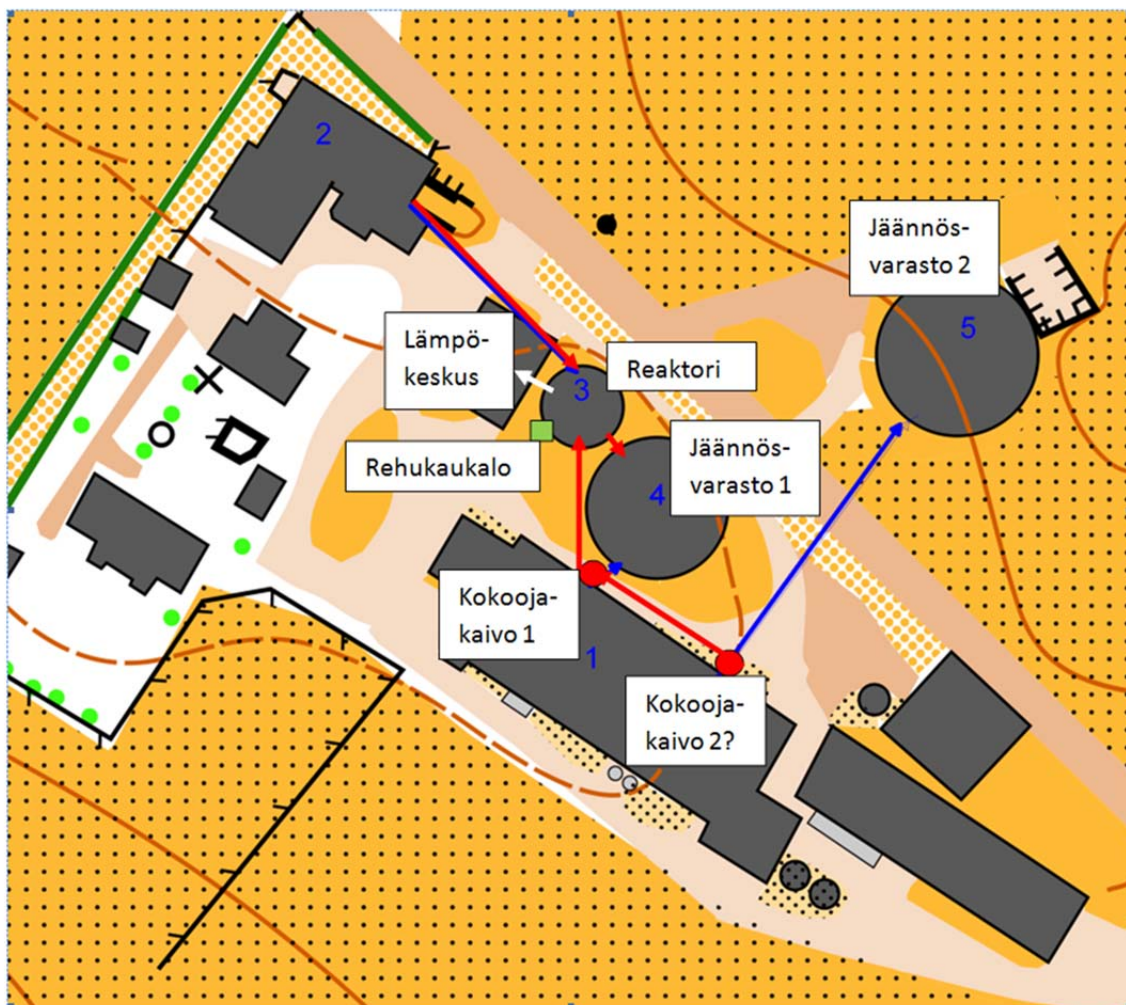 2
Jäännös-
varasto 2
5
Lämpö-
keskus
Reaktori
3
Rehukaukalo
Jäännös-
varasto 1
4
Kokooja-
kaivo 1
1
Kokooja-
kaivo 2?